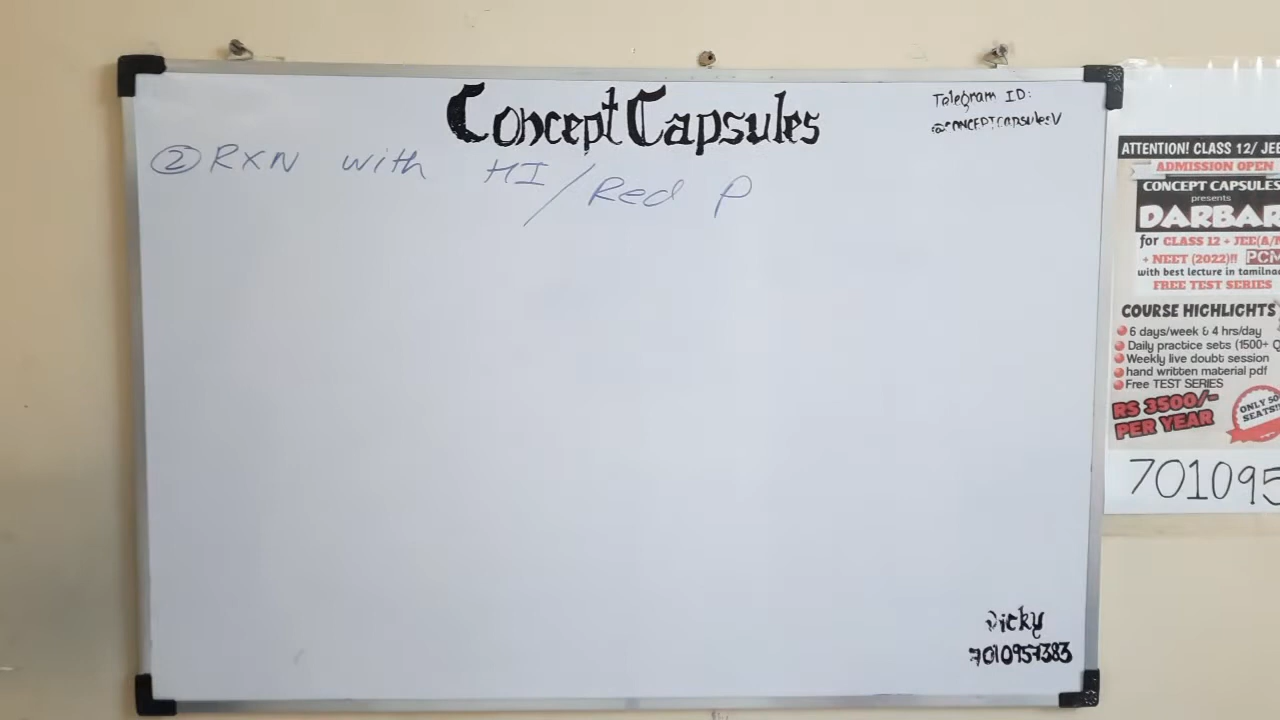 Concept Capsules
Telegram ID:
@CONCEPTCAPSULESV
② RXN with HI/Red P
Vicky
7010957383
ATTENTION! CLASS 12/ JEE
ADMISSION OPEN
CONCEPT CAPSULES
presents
DARBAR
for CLASS 12 + JEE(A/
+ NEET (2022)!! PCM
with best lecture in tamilna
FREE TEST SERIES
COURSE HIGHLIGHTS
6 days/week & 4 hrs/day
Daily practice sets (1500+ Q
Weekly live doubt session
hand written material pdf
Free TEST SERIES
RS 3500/-
PER YEAR
ONLY 50
SEATS!!
701095